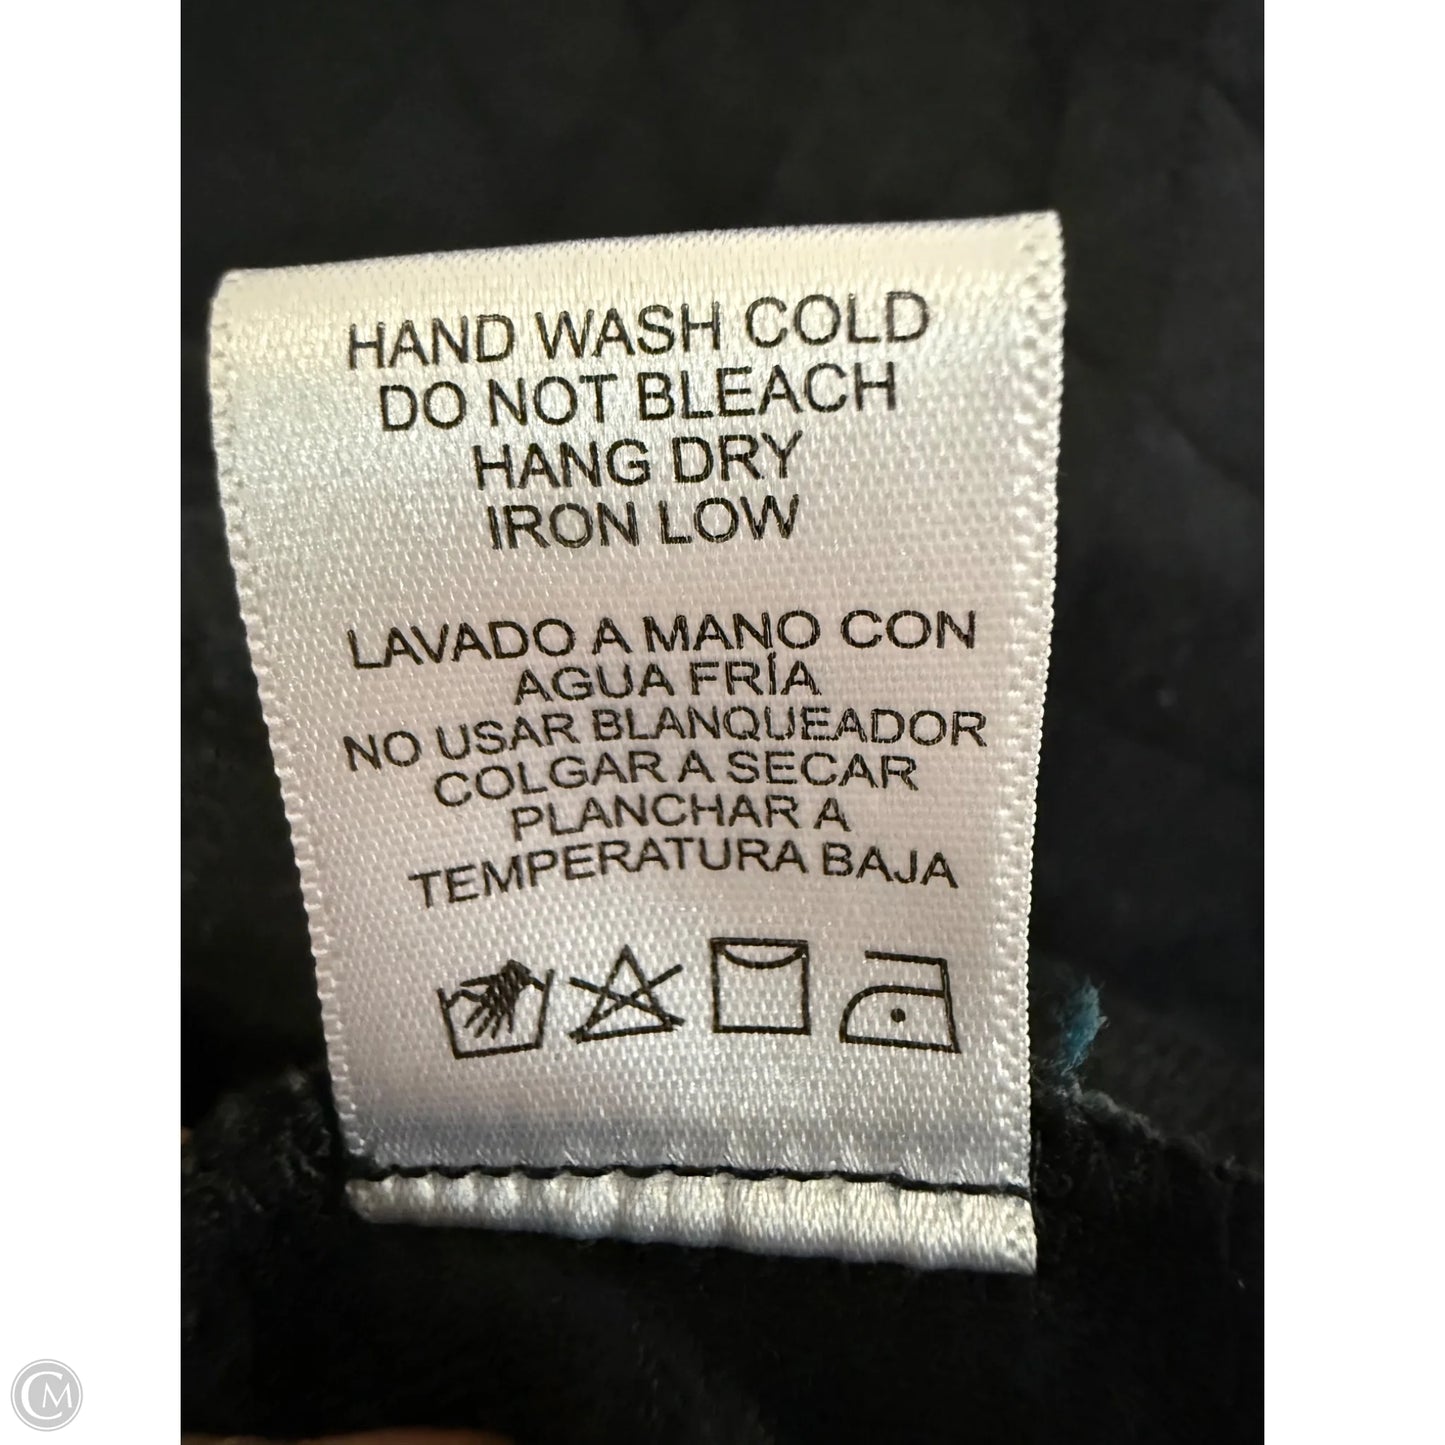 HAND WASH COLD
DO NOT BLEACH
HANG DRY
IRON LOW
LAVADO A MANO CON
AGUA FRÍA
NO USAR BLANQUEADOR
COLGAR A SECAR
PLANCHAR A
TEMPERATURA BAJA
CM